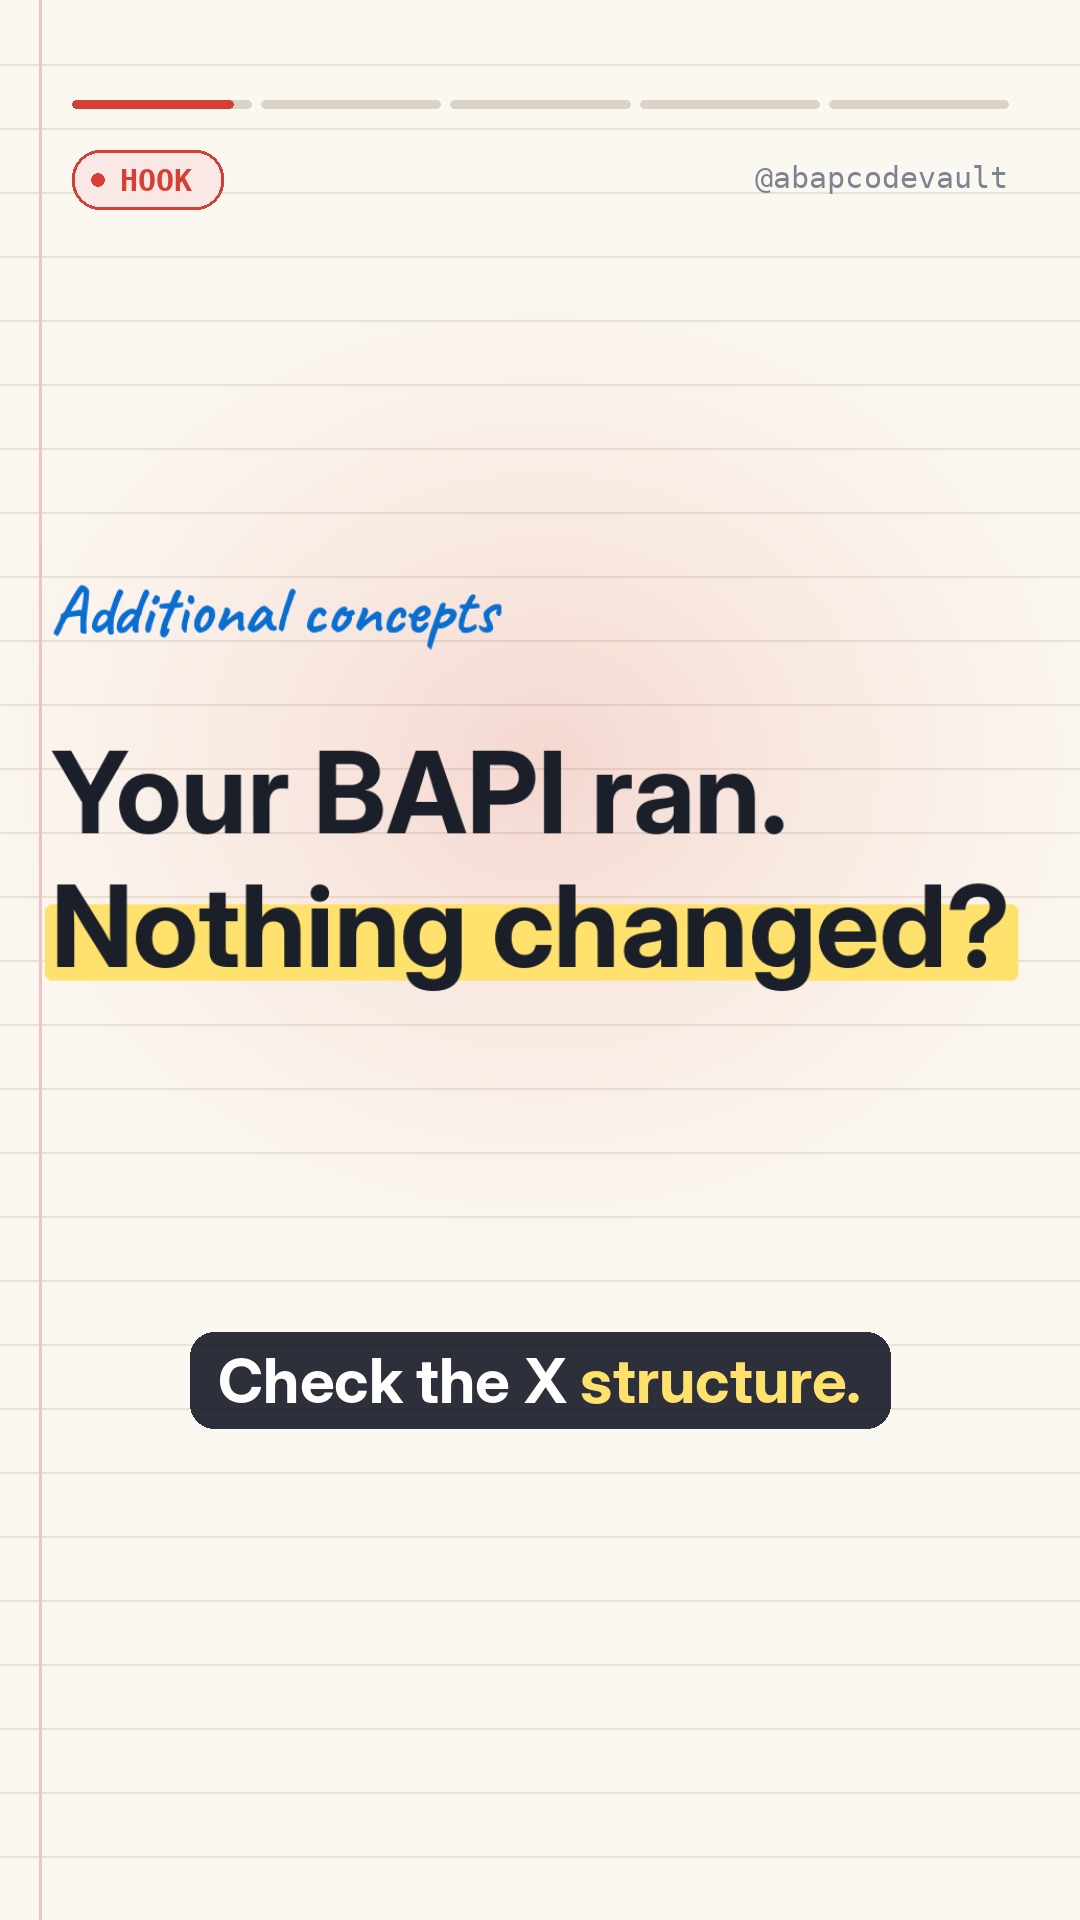 HOOK
@abapcodevault
Additional concepts
Your BAPI ran.
Nothing changed?
Check the X structure.